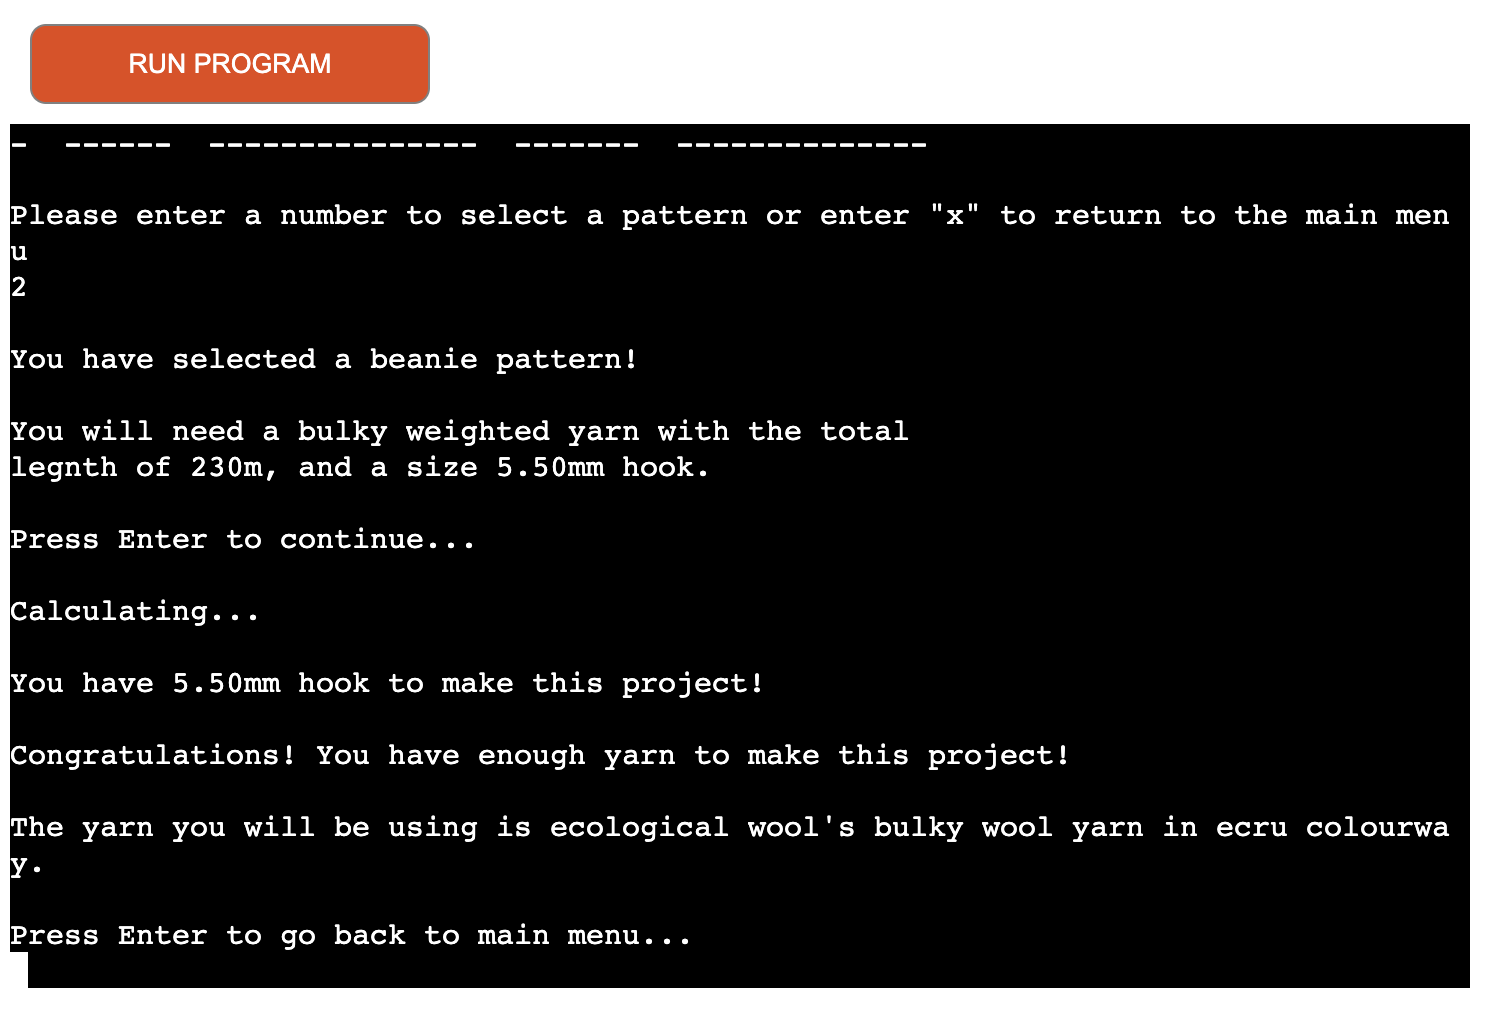 RUN PROGRAM
-  ------  ---------------  -------  --------------
Please enter a number to select a pattern or enter "x" to return to the main men
u
2
You have selected a beanie pattern!
You will need a bulky weighted yarn with the total
legnth of 230m, and a size 5.50mm hook.
Press Enter to continue...
Calculating...
You have 5.50mm hook to make this project!
Congratulations! You have enough yarn to make this project!
The yarn you will be using is ecological wool's bulky wool yarn in ecru colourwa
y.
Press Enter to go back to main menu...